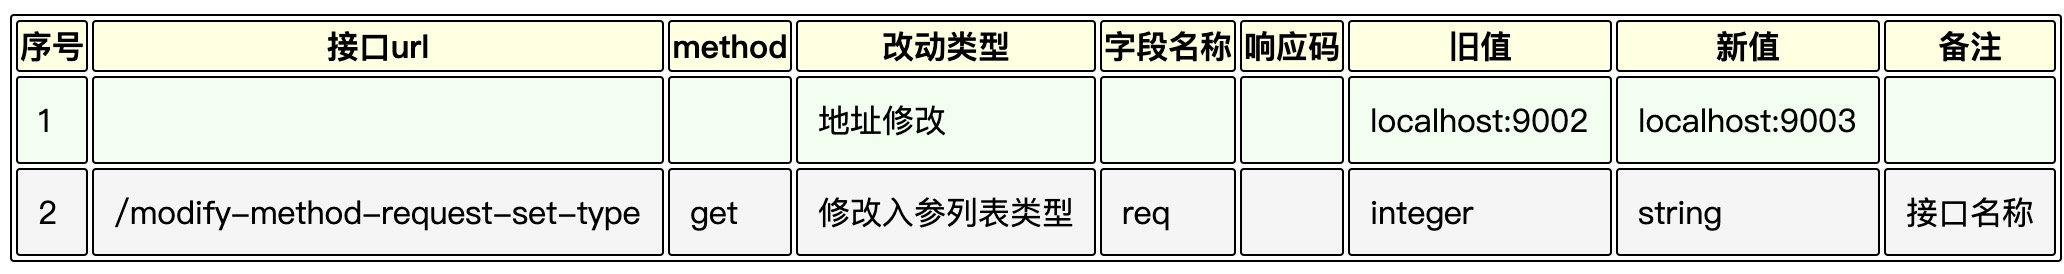 序号 接口url method 改动类型 字段名称 响应码 旧值 新值 备注
1 地址修改 localhost:9002 localhost:9003
2 /modify-method-request-set-type get 修改入参列表类型 req integer string 接口名称